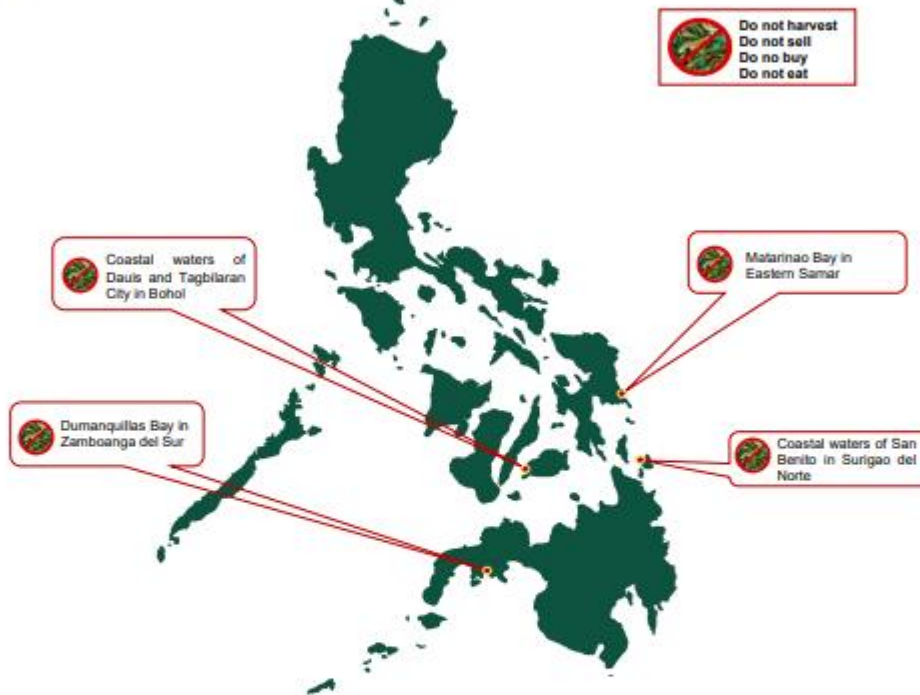 Do not harvest
Do not sell
Do no buy
Do not eat
Coastal waters of
Dauis and Tagbilaran
City in Bohol
Matarinao Bay in
Eastern Samar
Dumanquillas Bay in
Zamboanga del Sur
Coastal waters of San
Benito in Surigao del
Norte